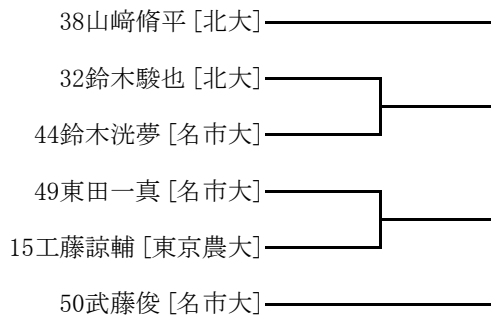 38山﨑脩平［北大］
32鈴木駿也［北大］
44鈴木洸夢［名市大］
49東田一真［名市大］
15工藤諒輔［東京農大］
50武藤俊［名市大］